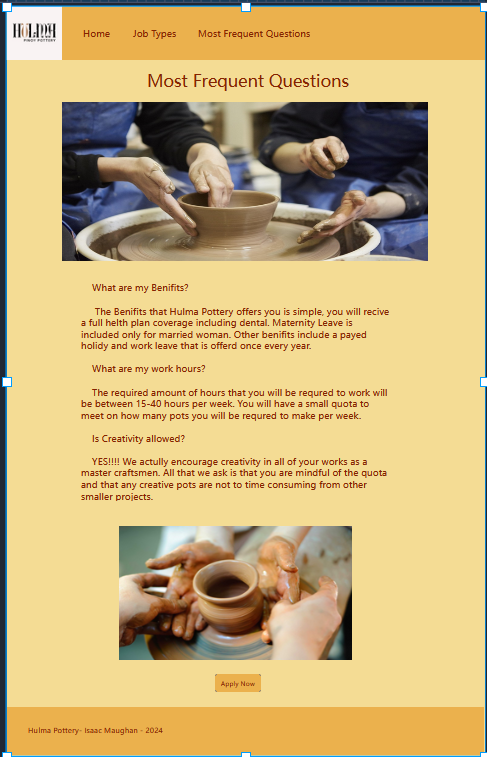 HULMA
PINOY POTTERY
Home Job Types Most Frequent Questions
Most Frequent Questions
What are my Benifits?
The Benifits that Hulma Pottery offers you is simple, you will recive
a full helth plan coverage including dental. Maternity Leave is
included only for married woman. Other benifits include a payed
holidy and work leave that is offerd once every year.
What are my work hours?
The required amount of hours that you will be requred to work will
be between 15-40 hours per week. You will have a small quota to
meet on how many pots you will be requred to make per week.
Is Creativity allowed?
YES!!!! We actully encourage creativity in all of your works as a
master craftsmen. All that we ask is that you are mindful of the quota
and that any creative pots are not to time consuming from other
smaller projects.
Apply Now
Hulma Pottery- Isaac Maughan - 2024